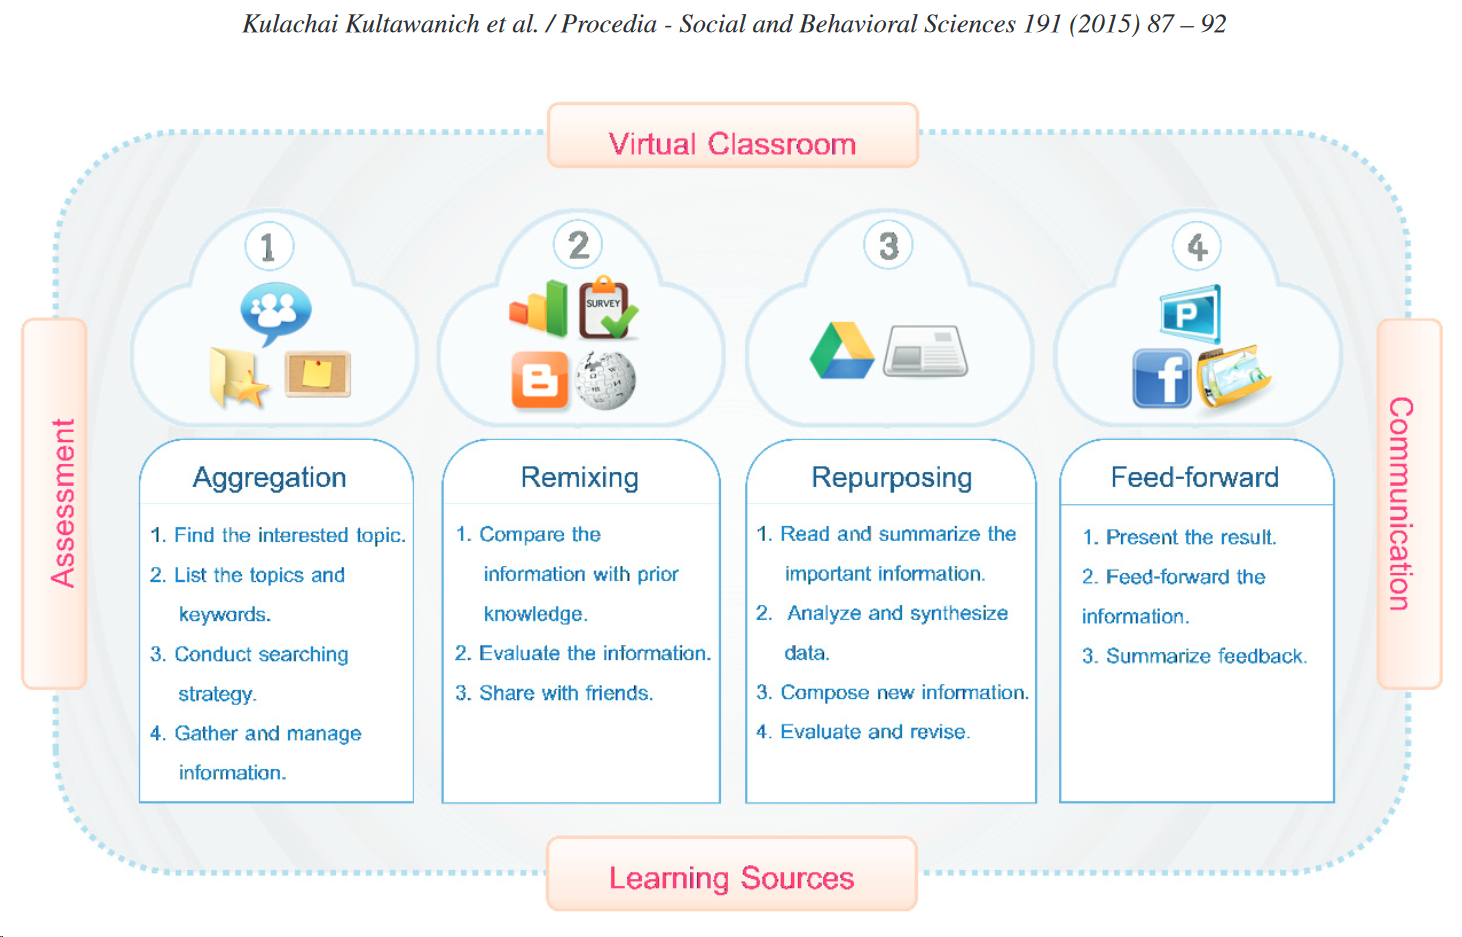 Kulachai Kultawanich et al. / Procedia - Social and Behavioral Sciences 191 (2015) 87 – 92
Virtual Classroom
Assessment
Communication
1
2
SURVEY
B
W
3
4
P
f
Aggregation
1. Find the interested topic.
2. List the topics and
keywords.
3. Conduct searching
strategy.
4. Gather and manage
information.
Remixing
1. Compare the
information with prior
knowledge.
2. Evaluate the information.
3. Share with friends.
Repurposing
1. Read and summarize the
important information.
2. Analyze and synthesize
data.
3. Compose new information.
4. Evaluate and revise.
Feed-forward
1. Present the result.
2. Feed-forward the
information.
3. Summarize feedback.
Learning Sources